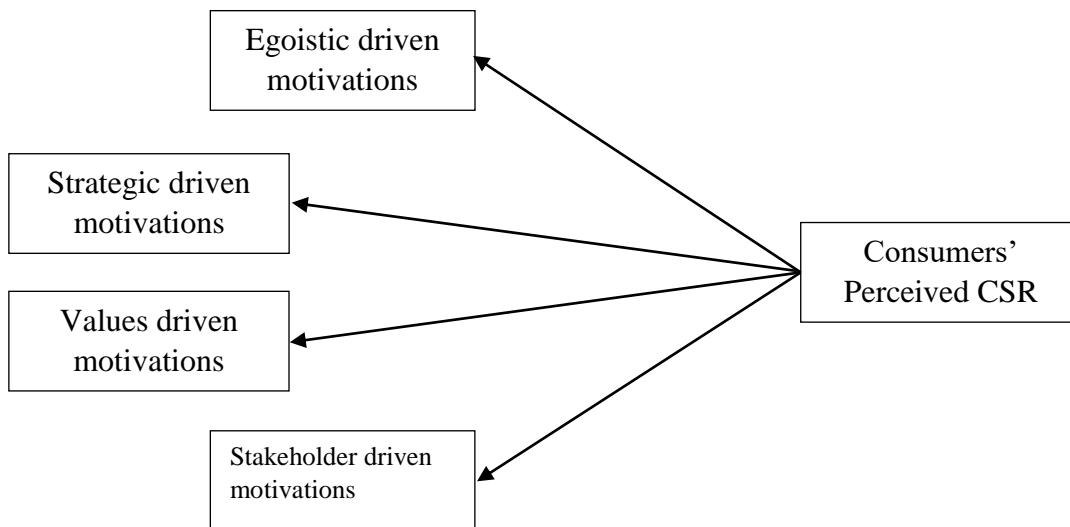 Egoistic driven
motivations
Strategic driven
motivations
Consumers’
Perceived CSR
Values driven
motivations
Stakeholder driven
motivations